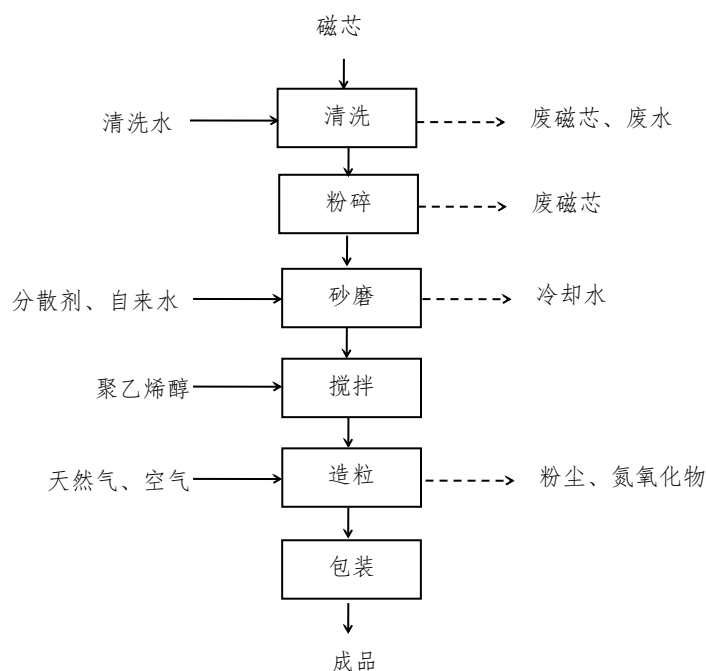 磁芯
清洗水
清洗
废磁芯、废水
粉碎
废磁芯
分散剂、自来水
砂磨
冷却水
聚乙烯醇
搅拌
天然气、空气
造粒
粉尘、氮氧化物
包装
成品